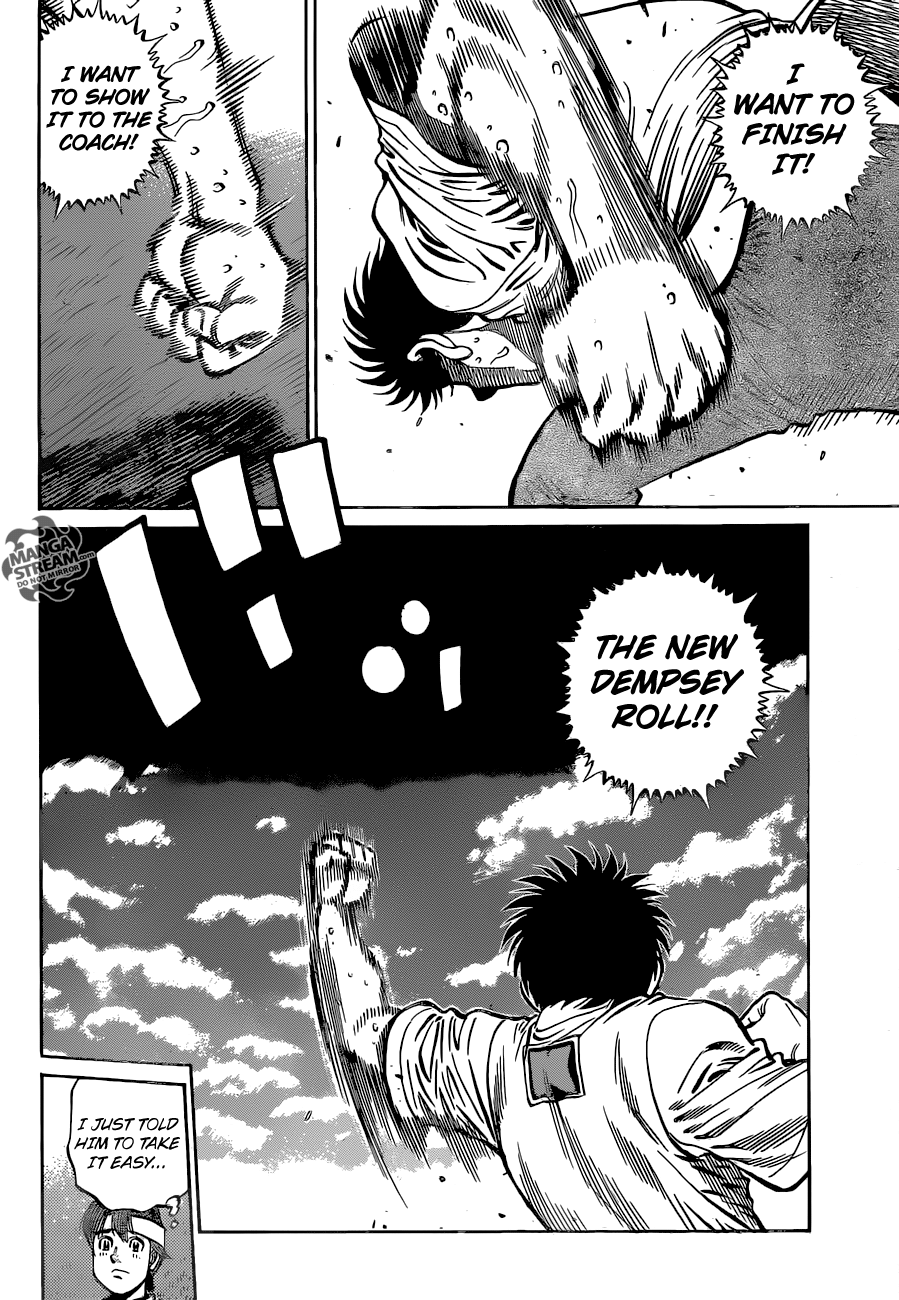 I
WANT TO
FINISH
IT!
I WANT
TO SHOW
IT TO THE
COACH!
MANGA
STREAM.com
DO NOT MIRROR
THE NEW
DEMPSEY
ROLL!!
I JUST TOLD
HIM TO TAKE
IT EASY...